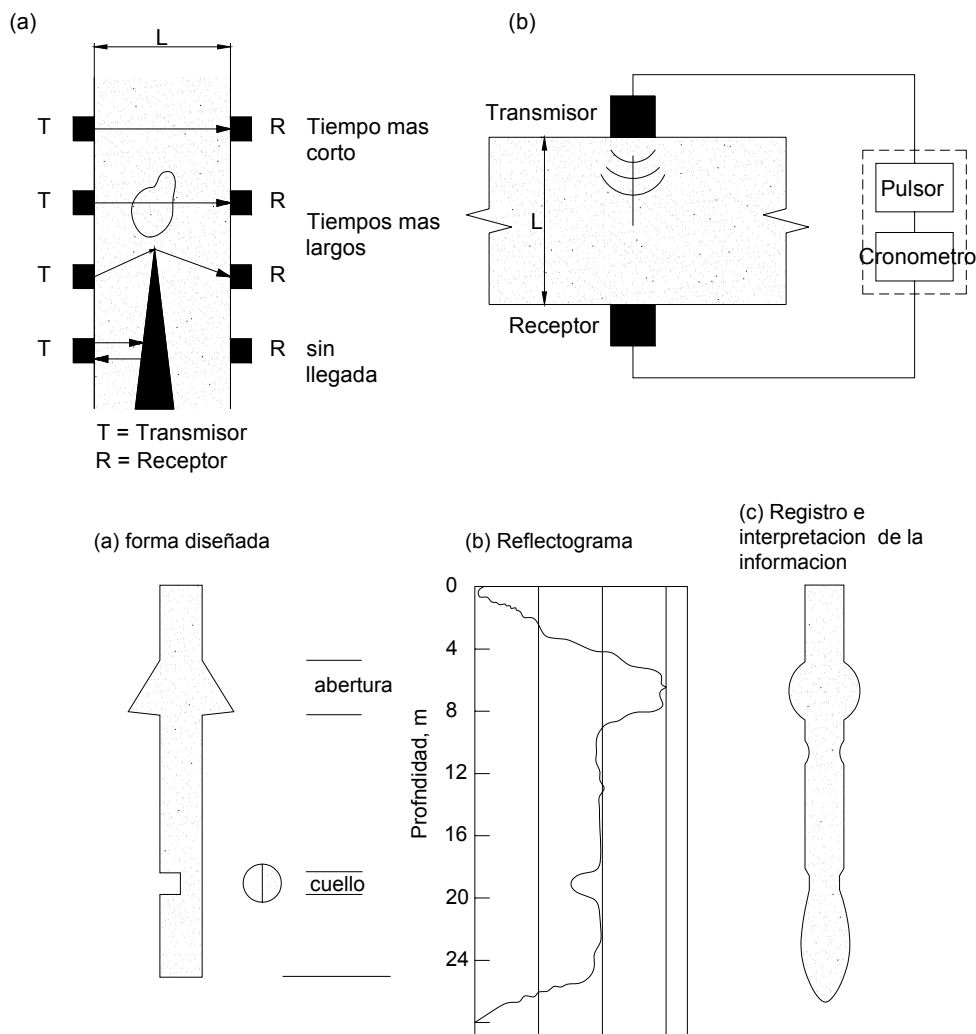 (a)
L
T
R
Tiempo mas
corto
T
R
Tiempos mas
largos
T
R
T
R
sin
llegada
T = Transmisor
R = Receptor
(b)
Transmisor
L
Receptor
Pulsor
Cronometro
(a) forma diseñada
abertura
cuello
(b) Reflectograma
Profndidad, m
0
4
8
12
16
20
24
(c) Registro e
interpretacion de la
informacion